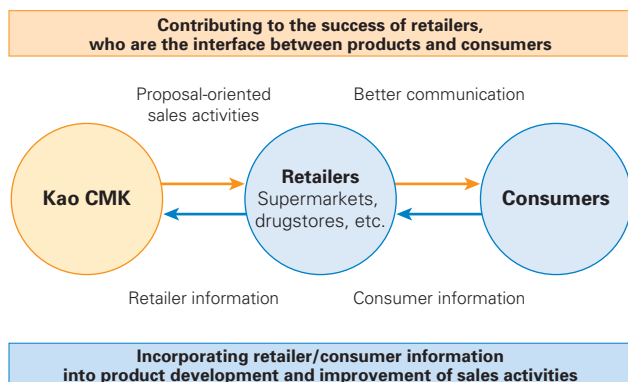 Contributing to the success of retailers,
who are the interface between products and consumers
Proposal-oriented
sales activities
Better communication
Kao CMK
Retailers
Supermarkets,
drugstores, etc.
Consumers
Retailer information
Consumer information
Incorporating retailer/consumer information
into product development and improvement of sales activities